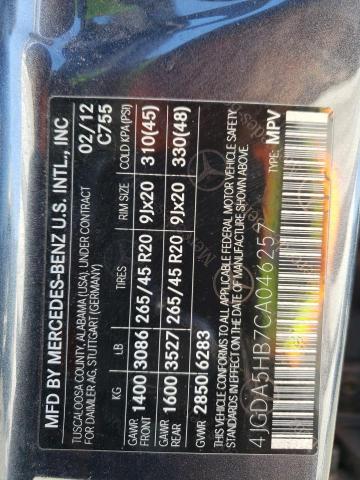 MFD BY MERCEDES-BENZ U.S. INTL., INC
TUSCALOOSA COUNTY, ALABAMA (USA), UNDER CONTRACT 02/12
FOR DAIMLER AG, STUTTGART (GERMANY) C755
KG LB TIRES RIM SIZE COLD KPA (PSI)
GAWR FRONT 1400 3086 265/45 R20 9Jx20 310(45)
GAWR REAR 1600 3527 265/45 R20 9Jx20 330(48)
GVWR 2850 6283
THIS VEHICLE CONFORMS TO ALL APPLICABLE FEDERAL MOTOR VEHICLE SAFETY,
STANDARDS IN EFFECT ON THE DATE OF MANUFACTURE SHOWN ABOVE.
4JGDA5HB7CA046257 TYPE: MPV